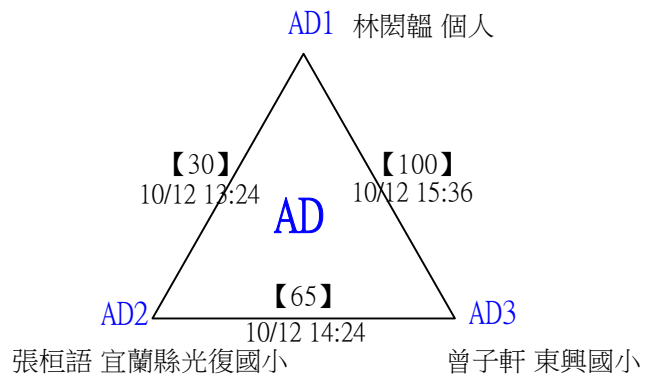 AD1 林閎韞 個人
【30】
10/12 13:24
【100】
10/12 15:36
AD
【65】
10/12 14:24
AD2
AD3
張桓語 宜蘭縣光復國小
曾子軒 東興國小